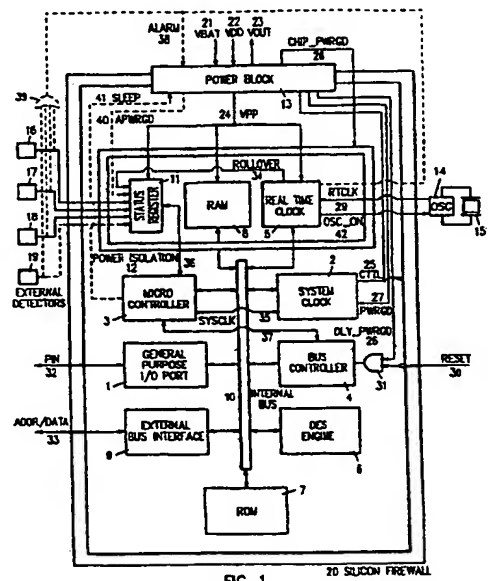 21 22 23
VBAT VDD VOUT
ALARM
38
CHIP_PWRGD
28
POWER BLOCK
13
41 SLEEP
40 APWRGD
24 VPP
39
16
17
18
19
EXTERNAL
DETECTORS
STATUS
REGISTER
11
ROLLOVER
34
RAM
8
REAL TIME
CLOCK
5
RTCLK
29
OSC_ON
42
14
OSC
15
POWER ISOLATION
12
36
2
25
CTL
MICRO
CONTROLLER
3
35
SYSCLK
37
SYSTEM
CLOCK
27
PWRGD
DLY_PWRGD
26
PIN
32
GENERAL
PURPOSE
I/O PORT
1
10
INTERNAL
BUS
BUS
CONTROLLER
4
31
RESET
30
ADDR/DATA
33
EXTERNAL
BUS INTERFACE
9
DES
ENGINE
6
ROM
7
20 SILICON FIREWALL
FIG. 1